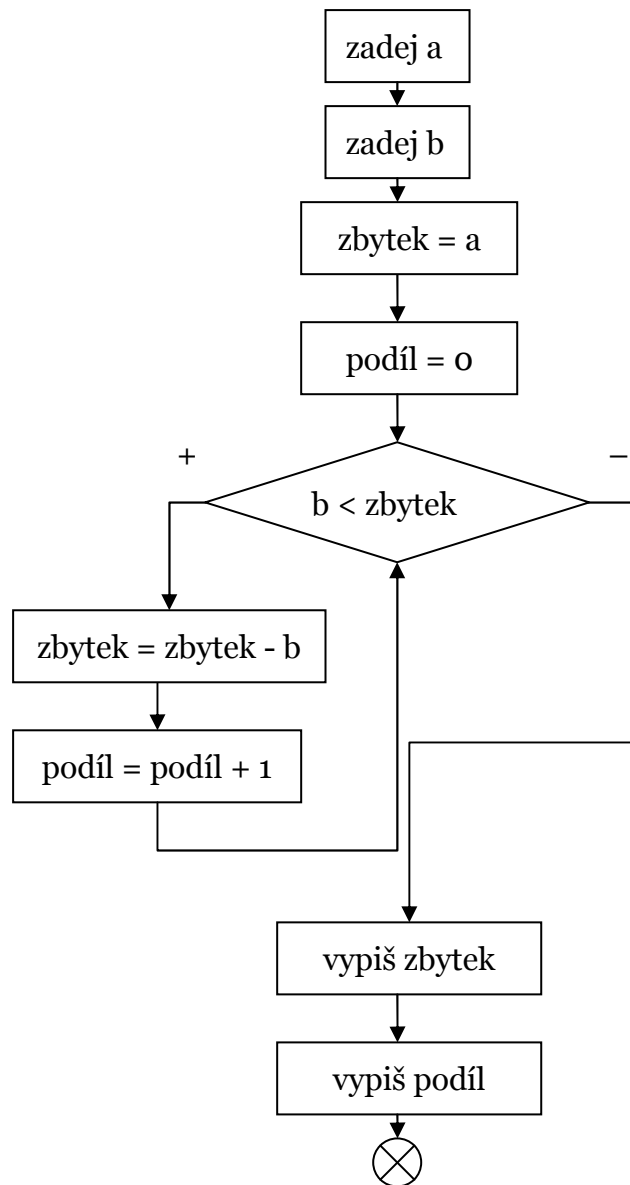 zadej a
zadej b
zbytek = a
podíl = 0
+
–
b < zbytek
zbytek = zbytek - b
podíl = podíl + 1
vypiš zbytek
vypiš podíl